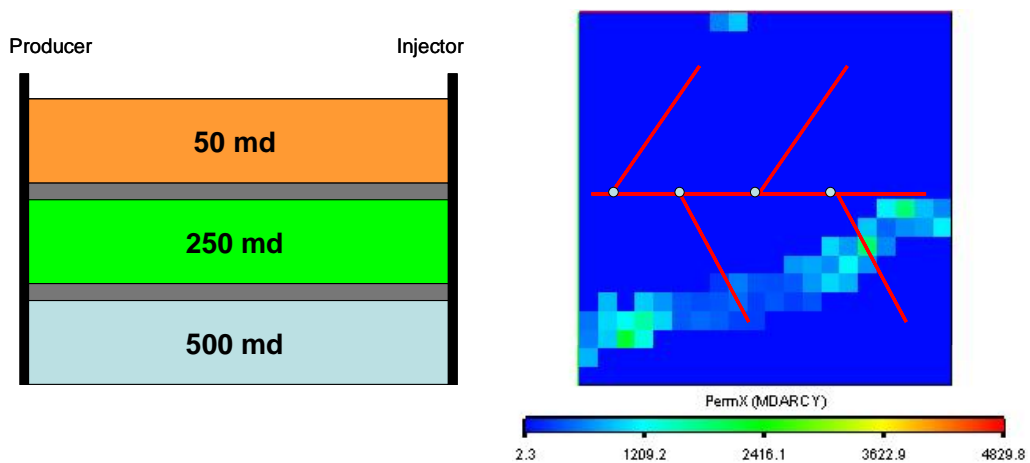 Producer
Injector
50 md
250 md
500 md
PermX (MDARCY)
2.3 1209.2 2416.1 3622.9 4829.8